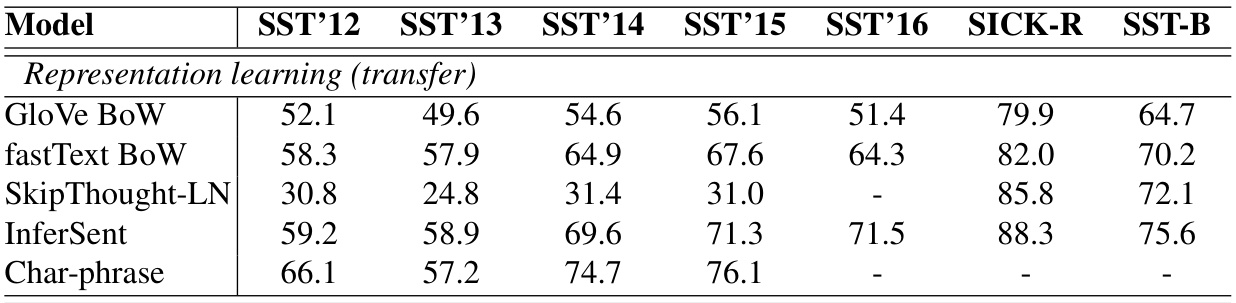 Model SST’12 SST’13 SST’14 SST’15 SST’16 SICK-R SST-B
Representation learning (transfer)
GloVe BoW 52.1 49.6 54.6 56.1 51.4 79.9 64.7
fastText BoW 58.3 57.9 64.9 67.6 64.3 82.0 70.2
SkipThought-LN 30.8 24.8 31.4 31.0 - 85.8 72.1
InferSent 59.2 58.9 69.6 71.3 71.5 88.3 75.6
Char-phrase 66.1 57.2 74.7 76.1 - - -